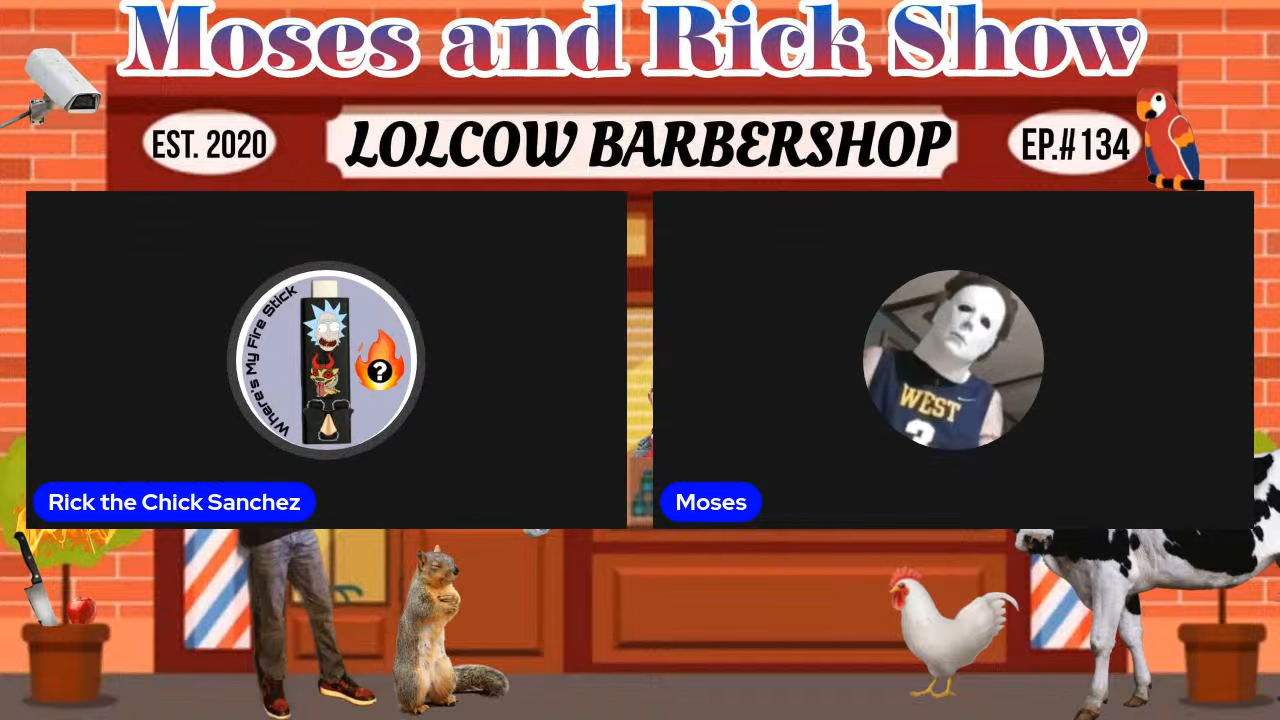 Moses and Rick Show
EST. 2020
LOLCOW BARBERSHOP
EP.#134
Where's My Fire Stick
?
WEST
Rick the Chick Sanchez
Moses